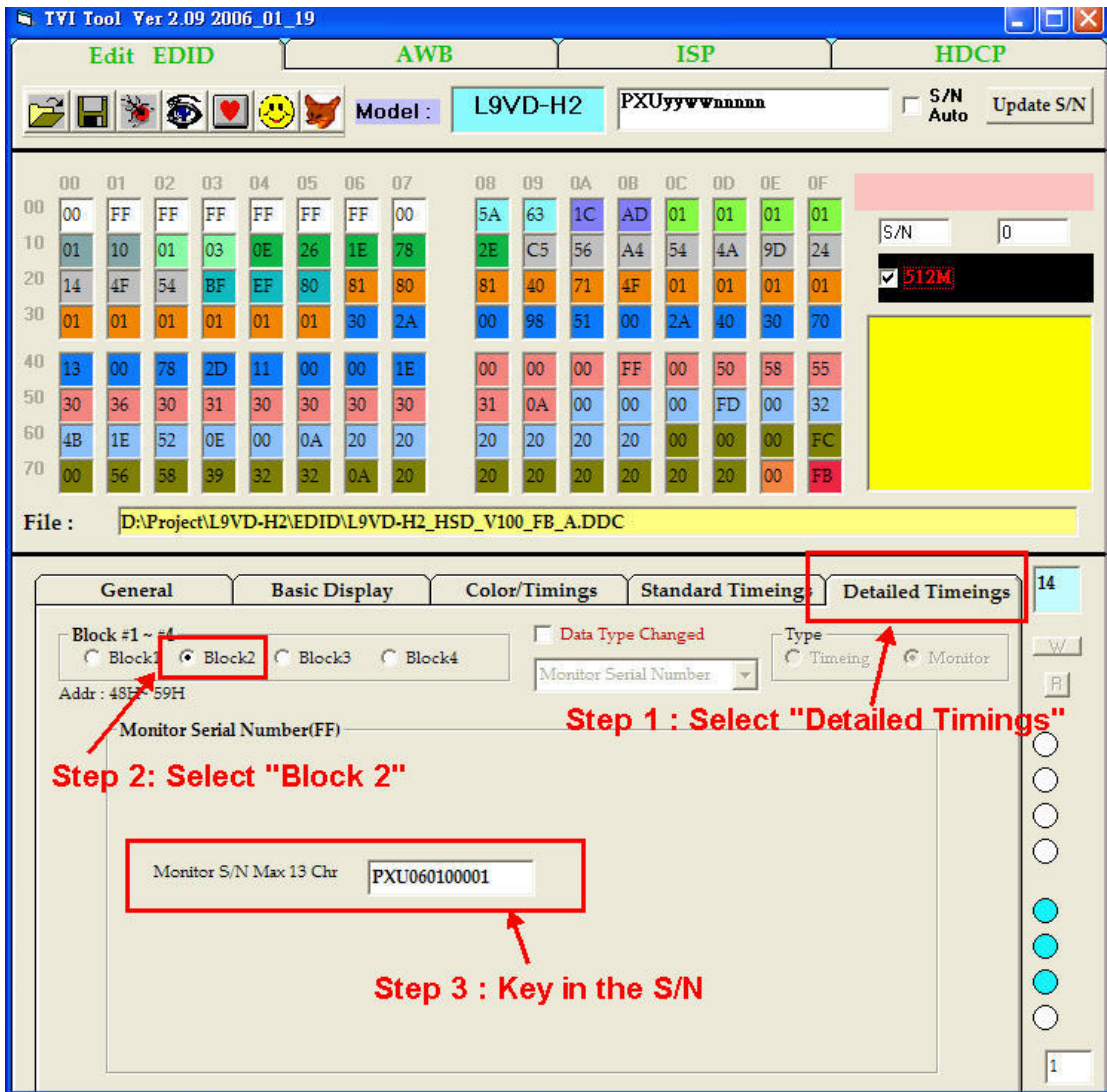 TVI Tool Ver 2.09 2006_01_19
Edit EDID AWB ISP HDCP
Model : L9VD-H2 PXUyywwnnnnn S/N Auto Update S/N
00 01 02 03 04 05 06 07 08 09 0A 0B 0C 0D 0E 0F
00 00 FF FF FF FF FF FF 00 5A 63 1C AD 01 01 01 01
10 01 10 01 03 0E 26 1E 78 2E C5 56 A4 54 4A 9D 24
20 14 4F 54 BF EF 80 81 80 81 40 71 4F 01 01 01 01
30 01 01 01 01 01 01 30 2A 00 98 51 00 2A 40 30 70
40 13 00 78 2D 11 00 00 1E 00 00 00 FF 00 50 58 55
50 30 36 30 31 30 30 30 30 31 0A 00 00 00 FD 00 32
60 4B 1E 52 0E 00 0A 20 20 20 20 20 20 00 00 00 FC
70 00 56 58 39 32 32 0A 20 20 20 20 20 20 20 00 FB
S/N 0
512M
File : D:\Project\L9VD-H2\EDID\L9VD-H2_HSD_V100_FB_A.DDC
General Basic Display Color/Timings Standard Timeings Detailed Timeings
14
Block #1 ~ #4
Block1 Block2 Block3 Block4
Data Type Changed
Monitor Serial Number
Type
Timeing Monitor
W
R
Addr : 48H~ 59H
Step 1 : Select "Detailed Timings"
Monitor Serial Number(FF)
Step 2: Select "Block 2"
Monitor S/N Max 13 Chr PXU060100001
Step 3 : Key in the S/N
1